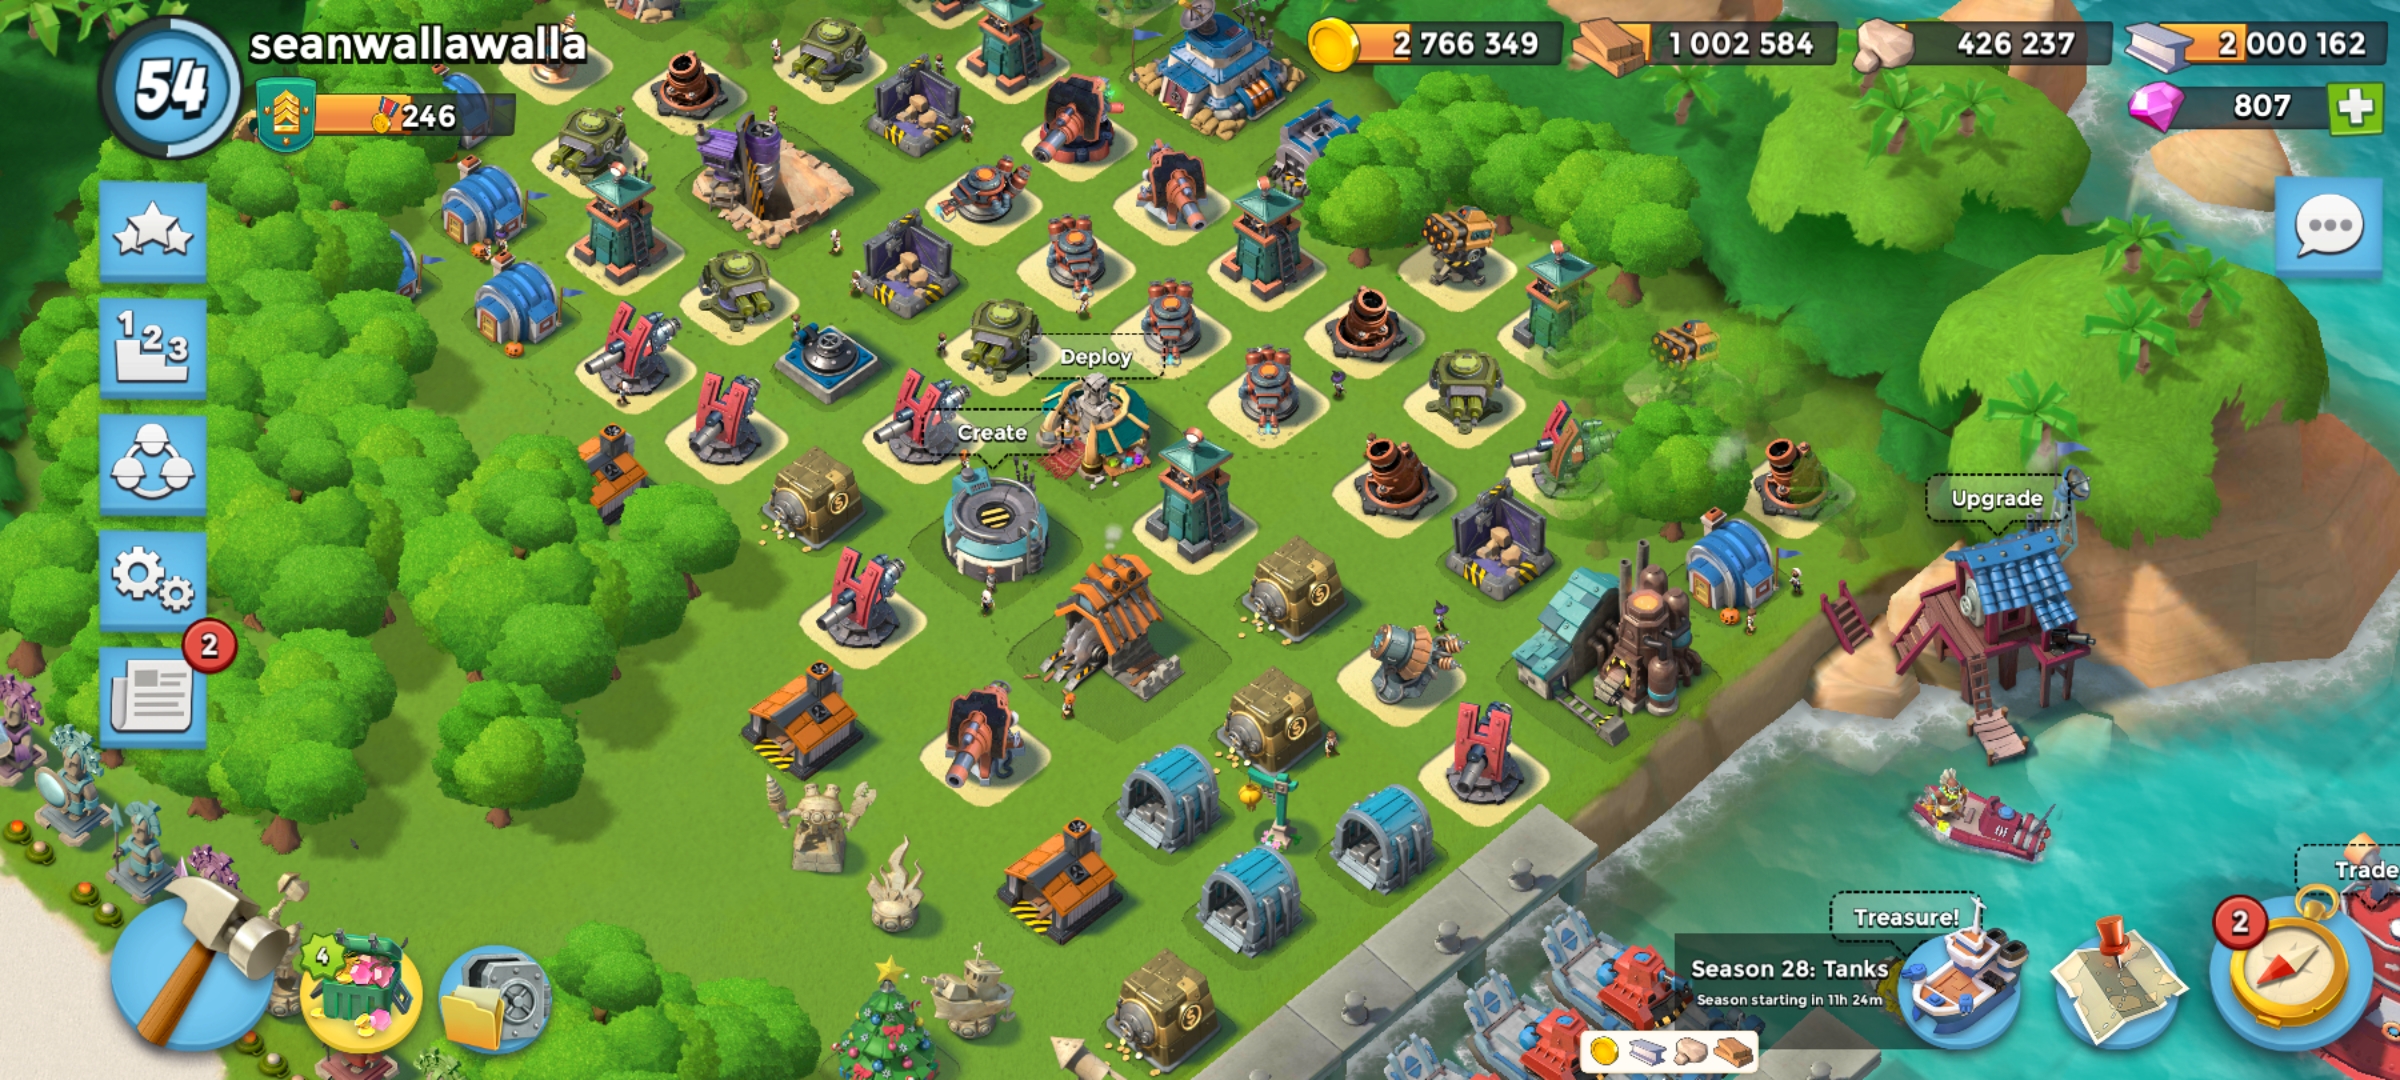 54
seanwallawalla
246
2 766 349
1 002 584
426 237
2 000 162
807
1 2 3
2
Deploy
Create
Upgrade
Trade
Treasure!
2
4
Season 28: Tanks
Season starting in 11h 24m